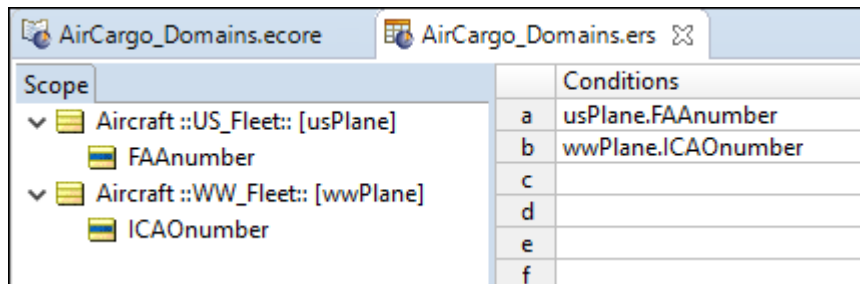 AirCargo_Domains.ecore
AirCargo_Domains.ers
Scope
Aircraft ::US_Fleet:: [usPlane]
FAAnumber
Aircraft ::WW_Fleet:: [wwPlane]
ICAOnumber
Conditions
a usPlane.FAAnumber
b wwPlane.ICAOnumber
c
d
e
f